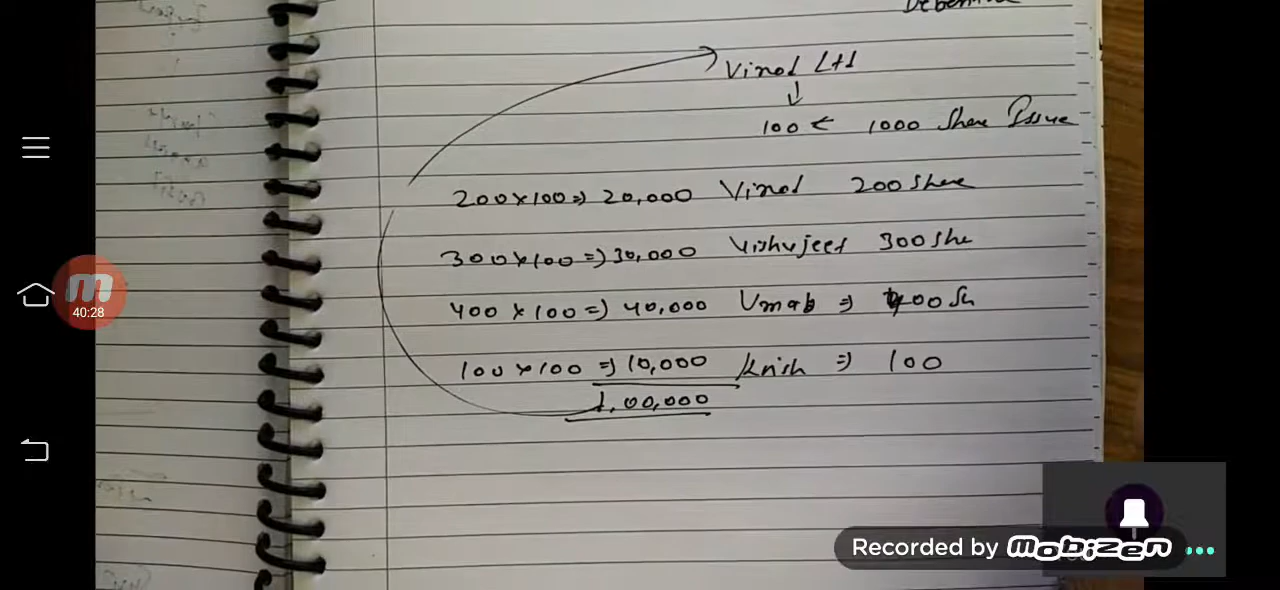 Vinod Ltd
100 < 1000 Share Issue
200 x 100 => 20,000 Vinod 200 Share
300 x 100 => 30,000 Vishvjeet 300 She
400 x 100 => 40,000 => 400 Sh
100 x 100 => 10,000 Krish => 100
1,00,000
40:28
Recorded by mobizen